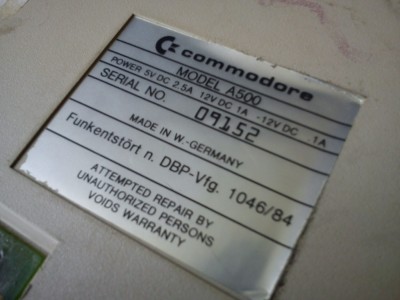 commodore
MODEL A500
POWER 5V DC 2.5A 12V DC 1A -12V DC .1A
SERIAL NO. 09152
MADE IN W.-GERMANY
Funkentstört n. DBP-Vfg. 1046/84
ATTEMPTED REPAIR BY
UNAUTHORIZED PERSONS
VOIDS WARRANTY